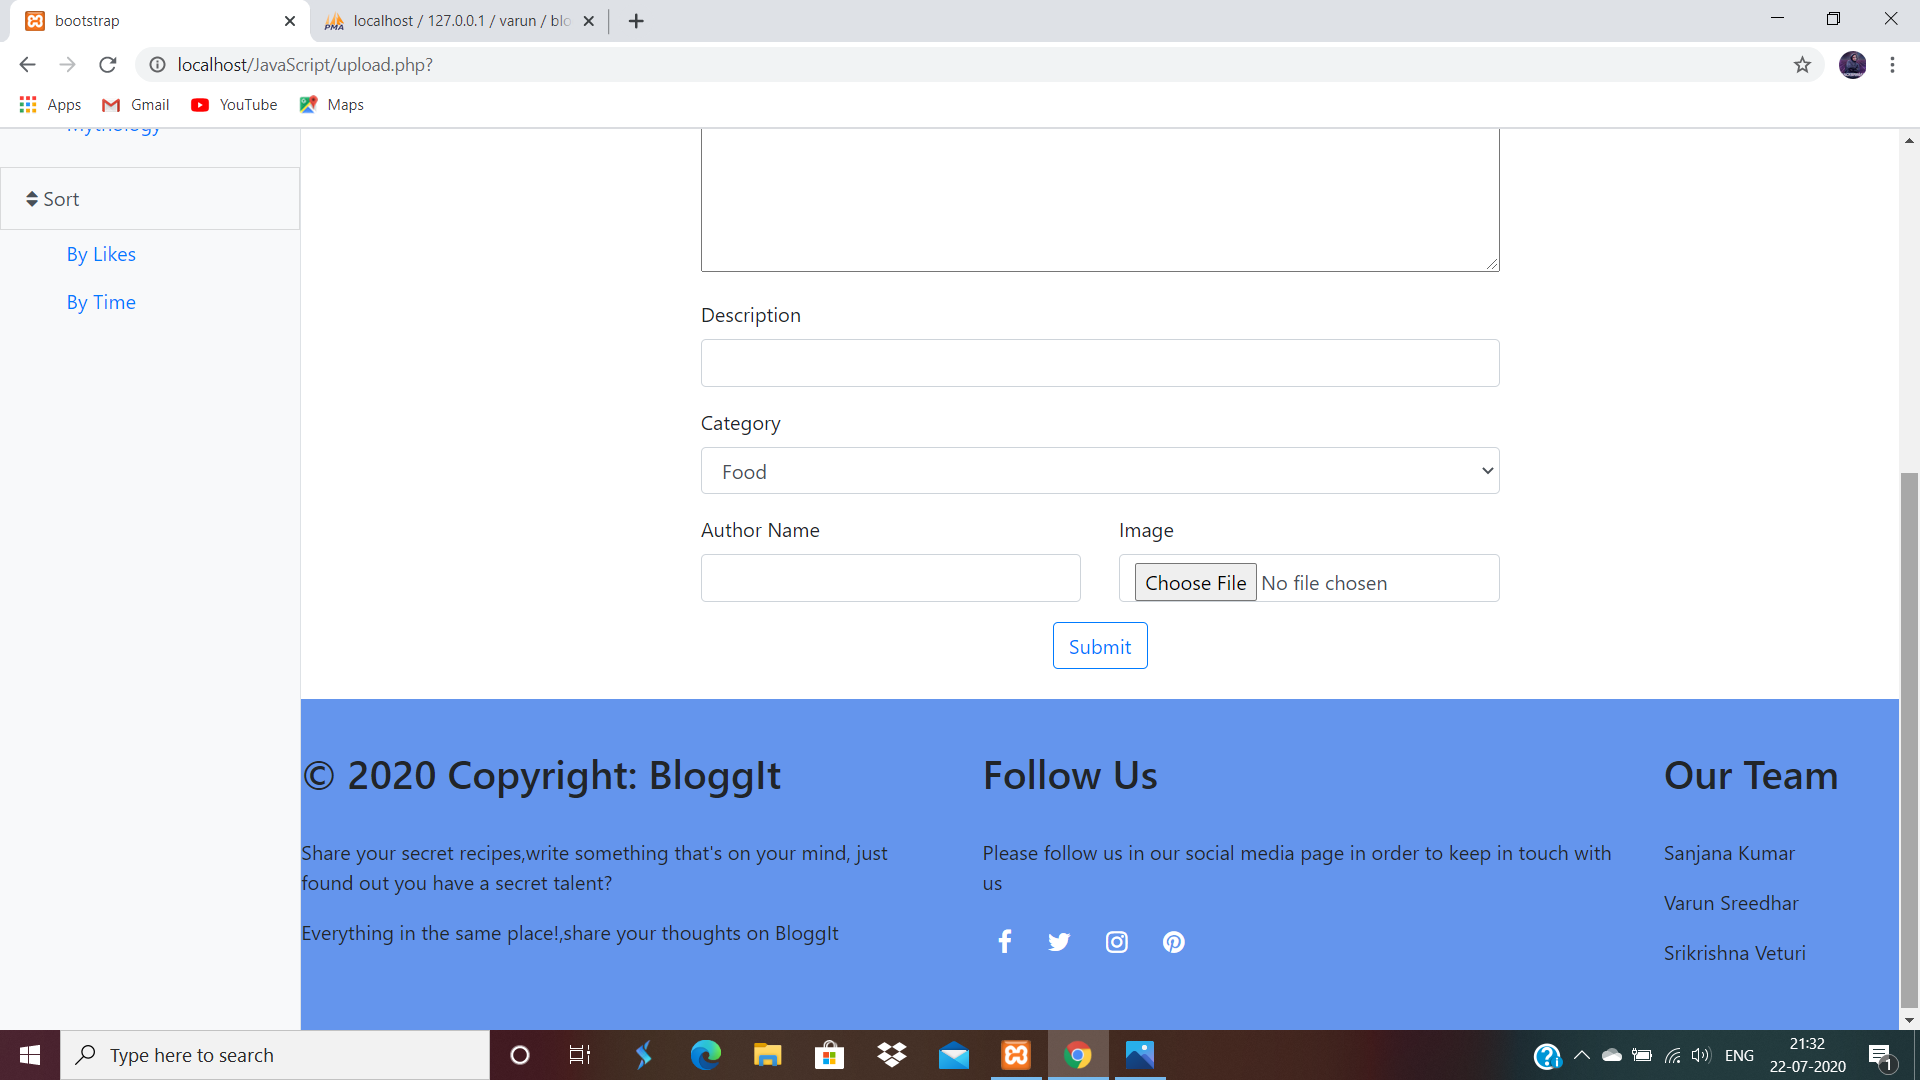 bootstrap
localhost / 127.0.0.1 / varun / blo
localhost/JavaScript/upload.php?
Apps
Gmail
YouTube
Maps
Mythology
Sort
By Likes
By Time
Description
Category
Food
Author Name
Image
Choose File No file chosen
Submit
© 2020 Copyright: BloggIt
Share your secret recipes,write something that's on your mind, just
found out you have a secret talent?
Everything in the same place!,share your thoughts on BloggIt
Follow Us
Please follow us in our social media page in order to keep in touch with
us
Our Team
Sanjana Kumar
Varun Sreedhar
Srikrishna Veturi
Type here to search
ENG
21:32
22-07-2020
1